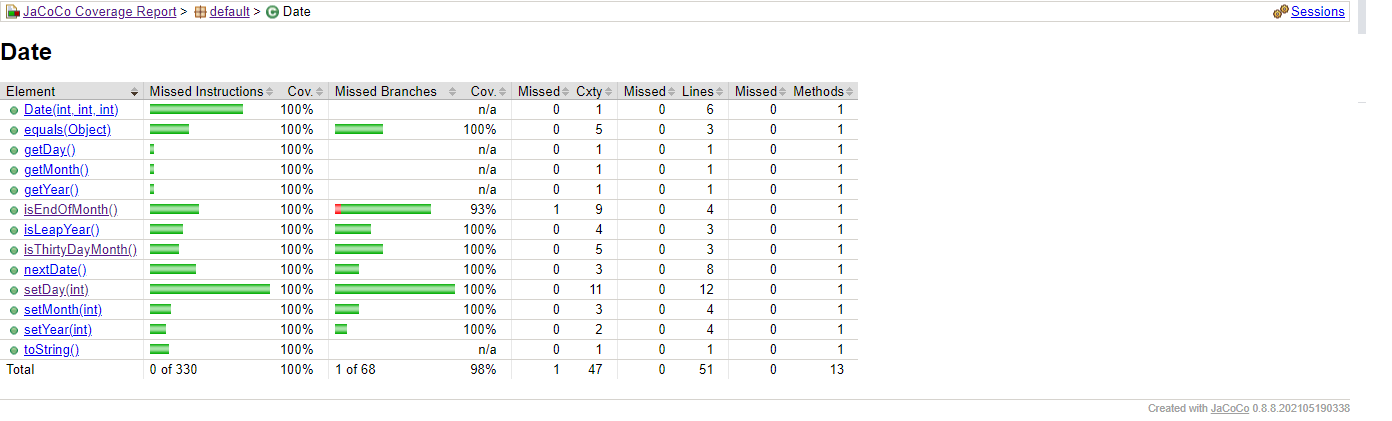 JaCoCo Coverage Report > default > Date Sessions
Date
Element Missed Instructions Cov. Missed Branches Cov. Missed Cxty Missed Lines Missed Methods
Date(int, int, int) 100% n/a 0 1 0 6 0 1
equals(Object) 100% 100% 0 5 0 3 0 1
getDay() 100% n/a 0 1 0 1 0 1
getMonth() 100% n/a 0 1 0 1 0 1
getYear() 100% n/a 0 1 0 1 0 1
isEndOfMonth() 100% 93% 1 9 0 4 0 1
isLeapYear() 100% 100% 0 4 0 3 0 1
isThirtyDayMonth() 100% 100% 0 5 0 3 0 1
nextDate() 100% 100% 0 3 0 8 0 1
setDay(int) 100% 100% 0 11 0 12 0 1
setMonth(int) 100% 100% 0 3 0 4 0 1
setYear(int) 100% 100% 0 2 0 4 0 1
toString() 100% n/a 0 1 0 1 0 1
Total 0 of 330 100% 1 of 68 98% 1 47 0 51 0 13
Created with JaCoCo 0.8.8.202105190338